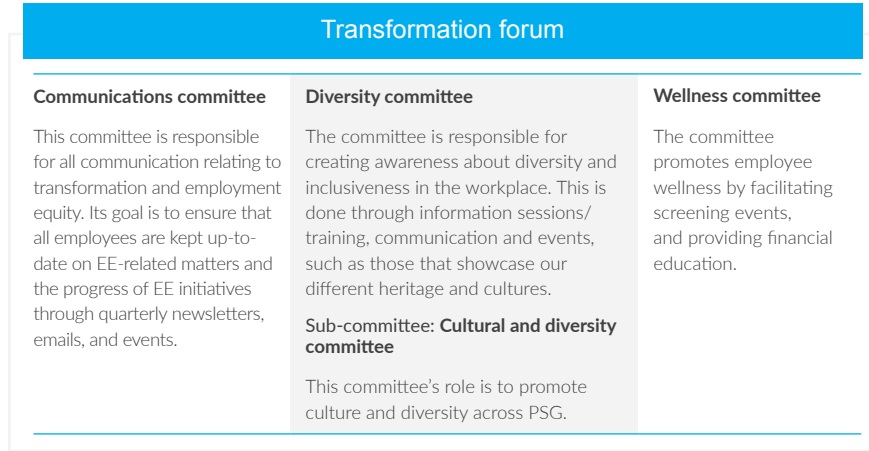 Transformation forum
Communications committee
This committee is responsible
for all communication relating to
transformation and employment
equity. Its goal is to ensure that
all employees are kept up-to-
date on EE-related matters and
the progress of EE initiatives
through quarterly newsletters,
emails, and events.
Diversity committee
The committee is responsible for
creating awareness about diversity and
inclusiveness in the workplace. This is
done through information sessions/
training, communication and events,
such as those that showcase our
different heritage and cultures.
Sub-committee: Cultural and diversity
committee
This committee’s role is to promote
culture and diversity across PSG.
Wellness committee
The committee
promotes employee
wellness by facilitating
screening events,
and providing financial
education.